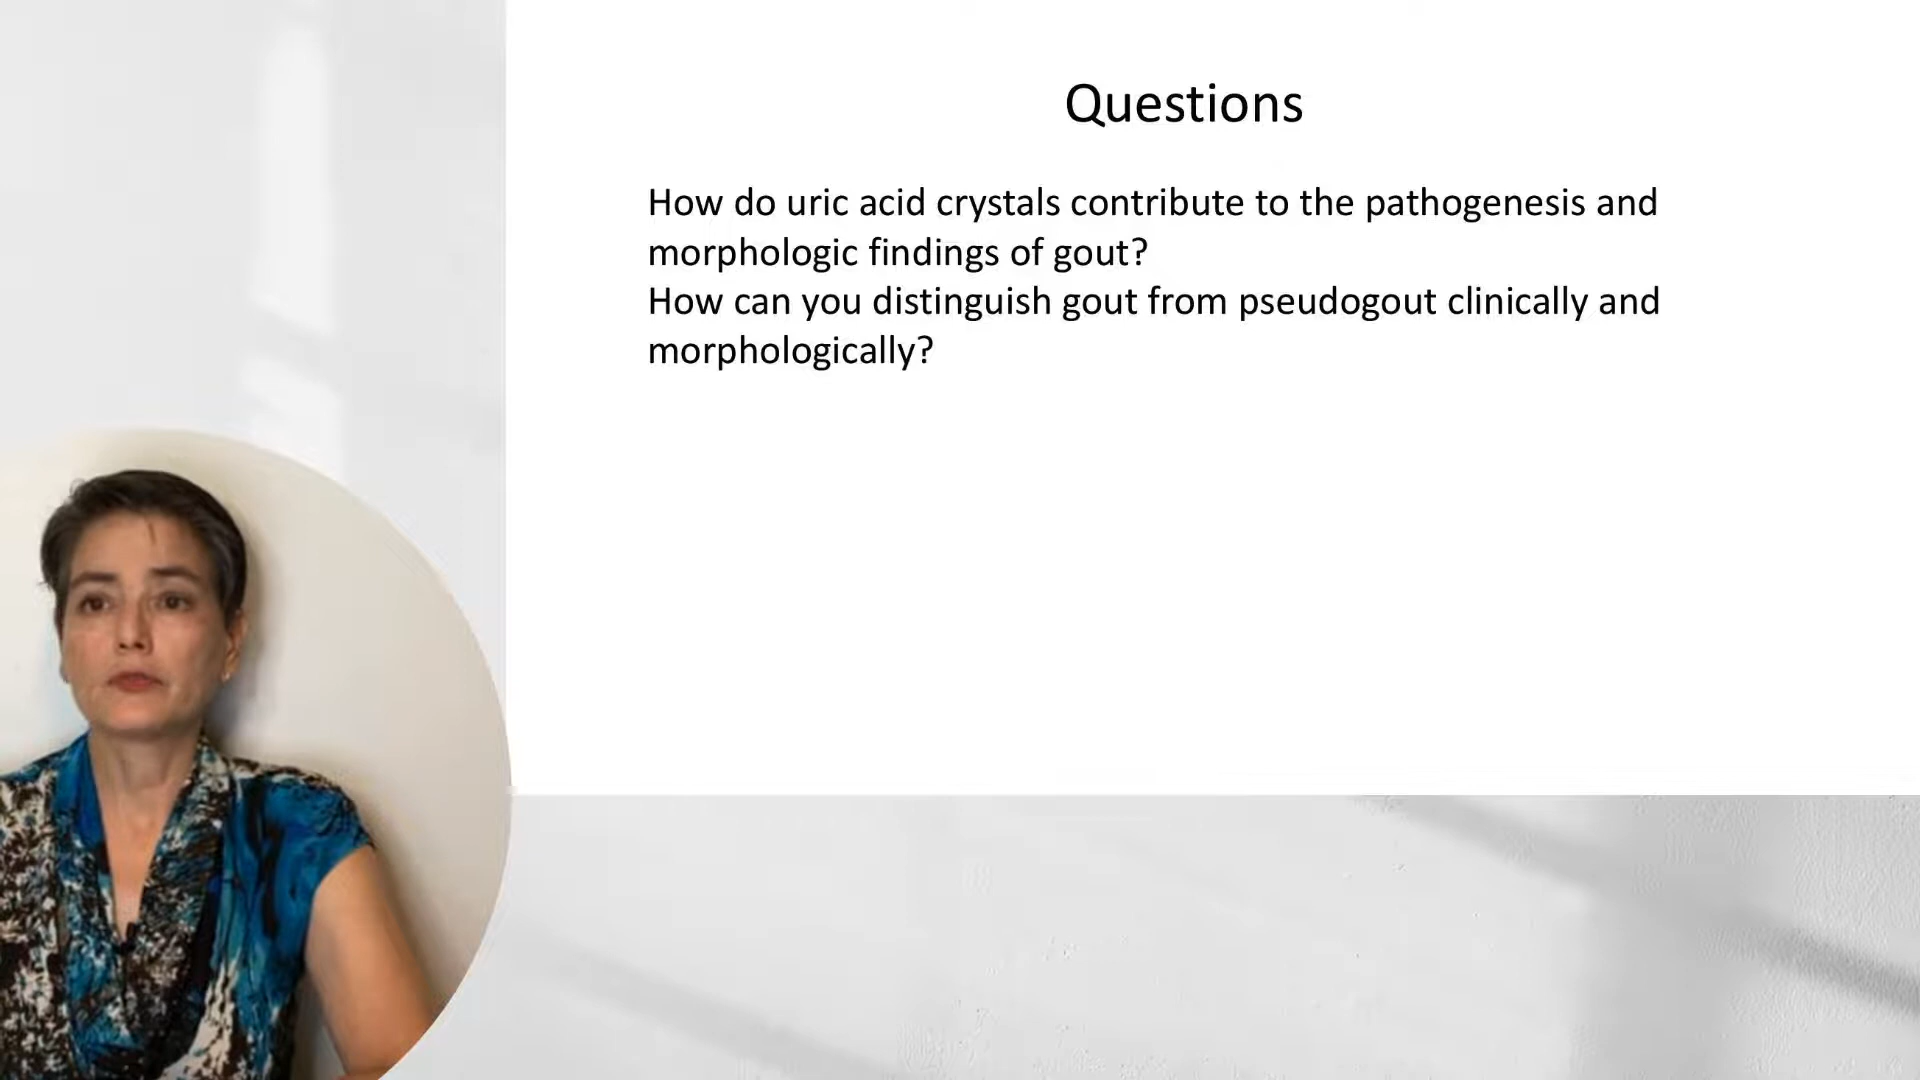 Questions
How do uric acid crystals contribute to the pathogenesis and
morphologic findings of gout?
How can you distinguish gout from pseudogout clinically and
morphologically?